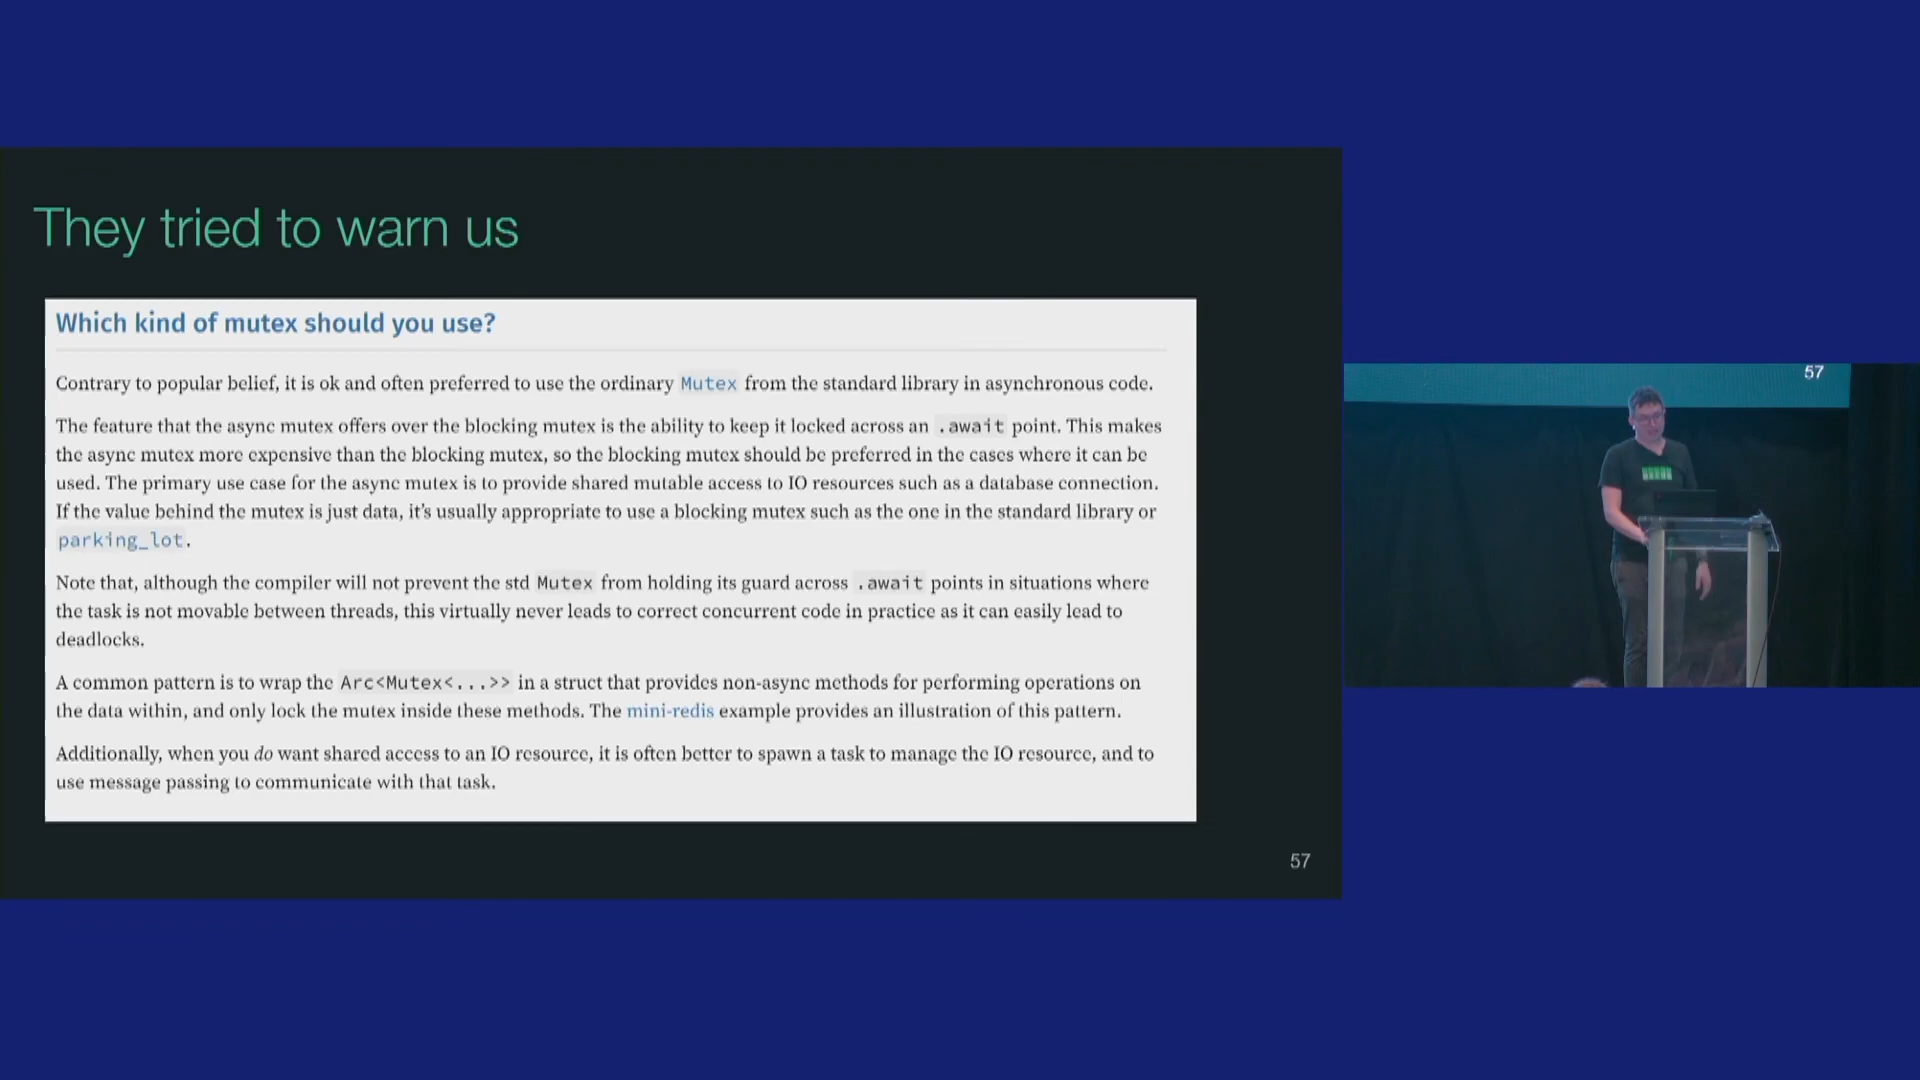 They tried to warn us
Which kind of mutex should you use?
Contrary to popular belief, it is ok and often preferred to use the ordinary Mutex from the standard library in asynchronous code.
The feature that the async mutex offers over the blocking mutex is the ability to keep it locked across an .await point. This makes
the async mutex more expensive than the blocking mutex, so the blocking mutex should be preferred in the cases where it can be
used. The primary use case for the async mutex is to provide shared mutable access to IO resources such as a database connection.
If the value behind the mutex is just data, it's usually appropriate to use a blocking mutex such as the one in the standard library or
parking_lot.
Note that, although the compiler will not prevent the std Mutex from holding its guard across .await points in situations where
the task is not movable between threads, this virtually never leads to correct concurrent code in practice as it can easily lead to
deadlocks.
A common pattern is to wrap the Arc<Mutex<...>> in a struct that provides non-async methods for performing operations on
the data within, and only lock the mutex inside these methods. The mini-redis example provides an illustration of this pattern.
Additionally, when you do want shared access to an IO resource, it is often better to spawn a task to manage the IO resource, and to
use message passing to communicate with that task.
57
57